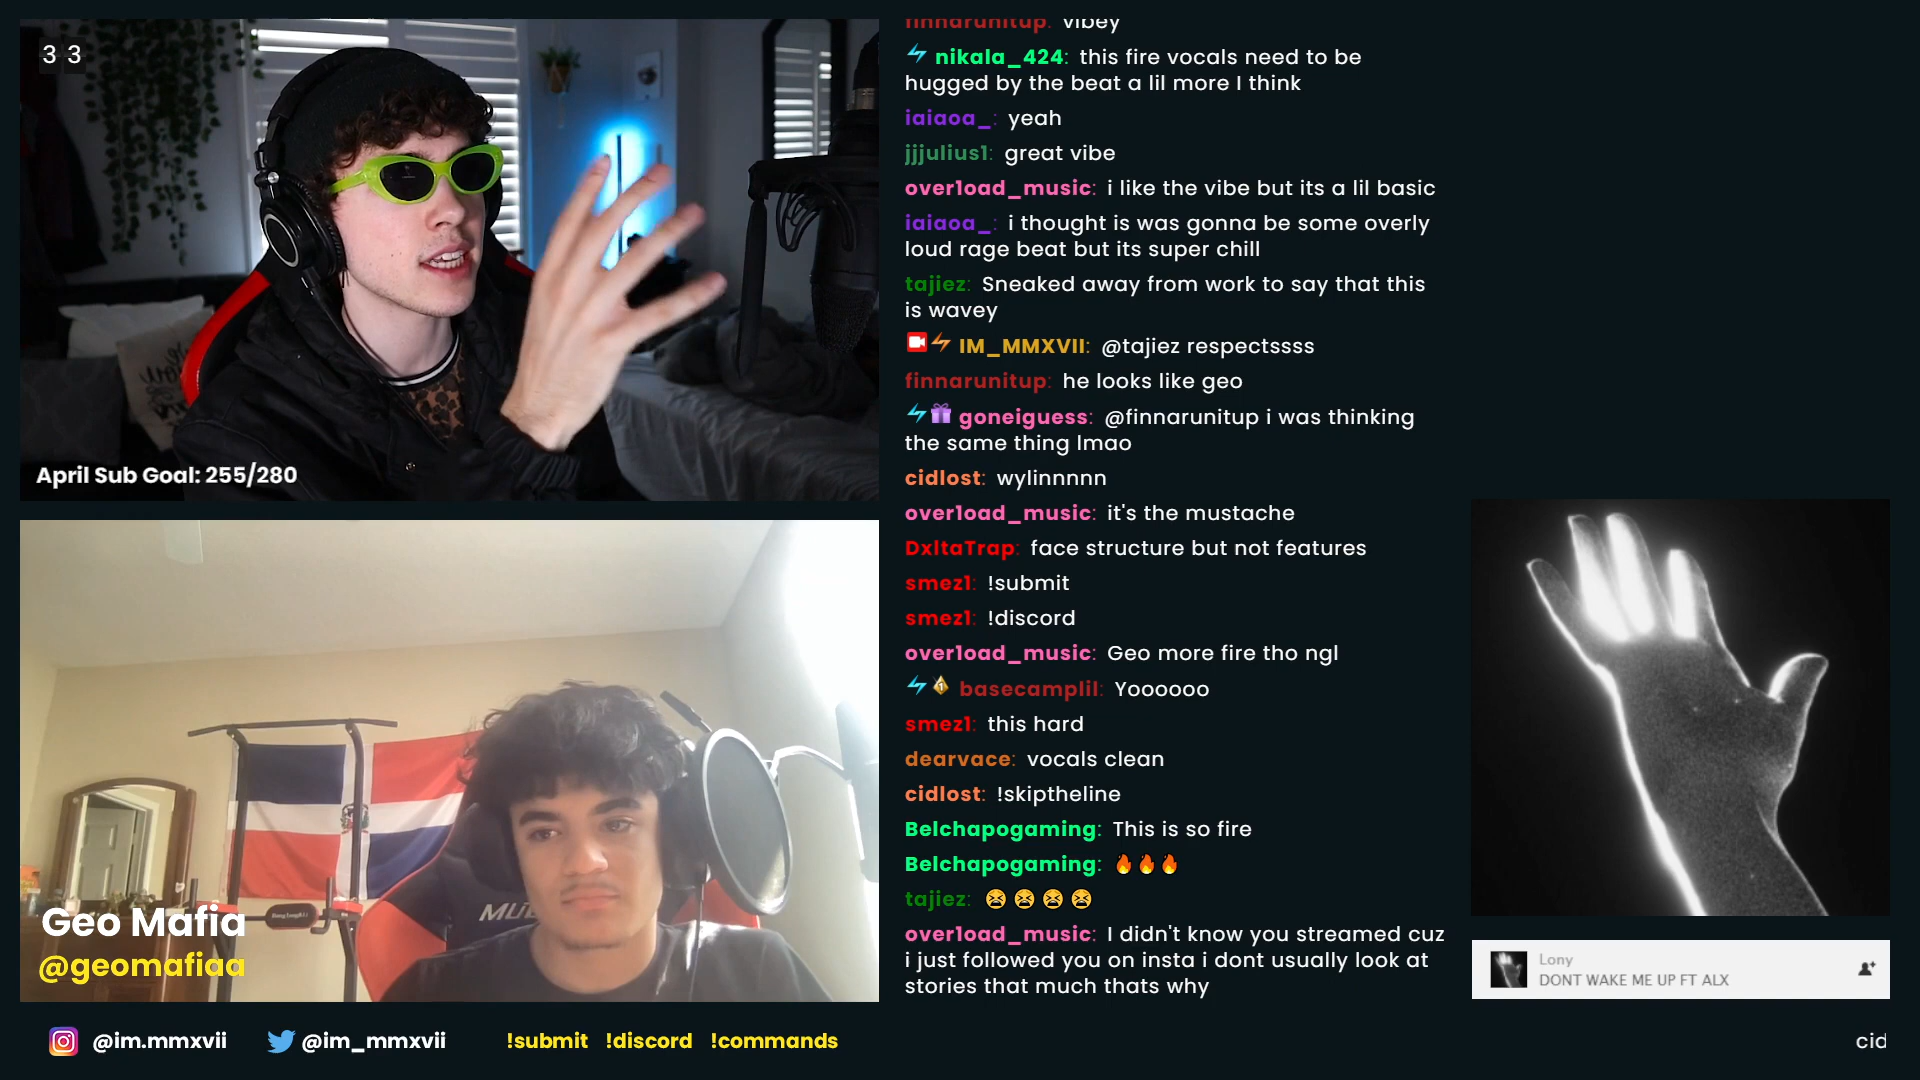 3 3
April Sub Goal: 255/280
Geo Mafia
@geomafiaa
@im.mmxvii
@im_mmxvii
!submit !discord !commands
finnarunitup: vibey
nikala_424: this fire vocals need to be
hugged by the beat a lil more I think
iaiaoa_: yeah
jjjulius1: great vibe
over1oad_music: i like the vibe but its a lil basic
iaiaoa_: i thought is was gonna be some overly
loud rage beat but its super chill
tajiez: Sneaked away from work to say that this
is wavey
IM_MMXVII: @tajiez respectssss
finnarunitup: he looks like geo
goneiguess: @finnarunitup i was thinking
the same thing lmao
cidlost: wylinnnnn
over1oad_music: it's the mustache
DxltaTrap: face structure but not features
smez1: !submit
smez1: !discord
over1oad_music: Geo more fire tho ngl
basecamplil: Yoooooo
smez1: this hard
dearvace: vocals clean
cidlost: !skiptheline
Belchapogaming: This is so fire
Belchapogaming: 🔥🔥🔥
tajiez: 😫 😫 😫 😫
over1oad_music: I didn't know you streamed cuz
i just followed you on insta i dont usually look at
stories that much thats why
Lony
DONT WAKE ME UP FT ALX
cid